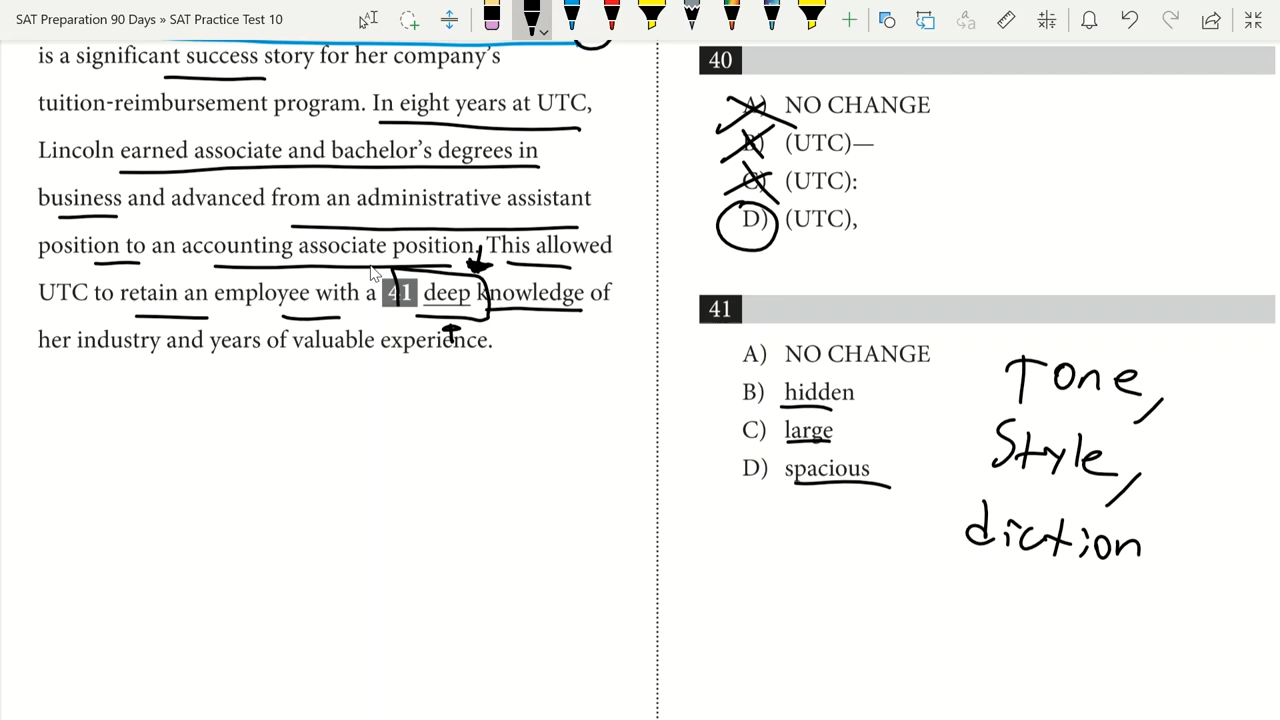 SAT Preparation 90 Days » SAT Practice Test 10
is a significant success story for her company's
tuition-reimbursement program. In eight years at UTC,
Lincoln earned associate and bachelor's degrees in
business and advanced from an administrative assistant
position to an accounting associate position. This allowed
UTC to retain an employee with a 41 deep knowledge of
her industry and years of valuable experience.
40
A) NO CHANGE
B) (UTC)—
C) (UTC):
D) (UTC),
41
A) NO CHANGE
B) hidden
C) large
D) spacious
Tone,
Style,
diction